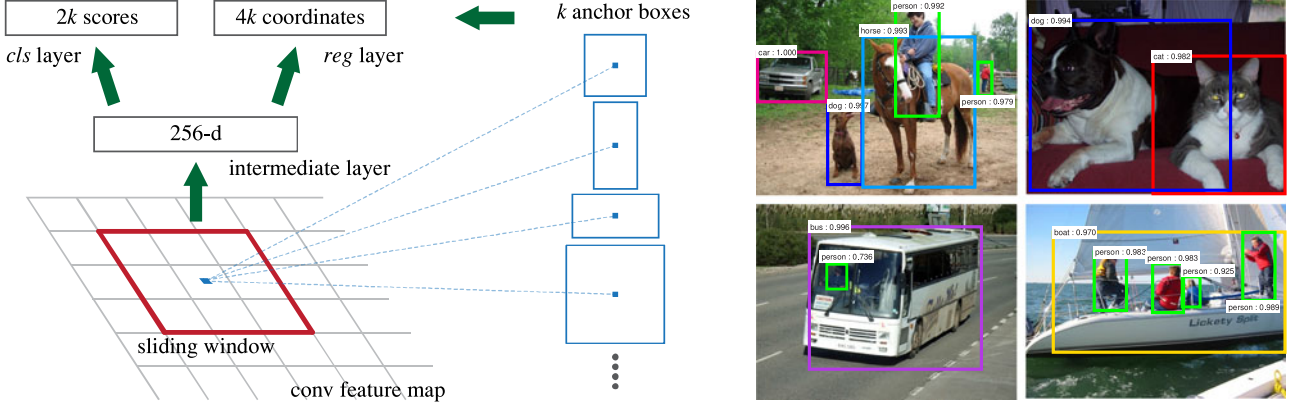 2k scores
4k coordinates
k anchor boxes
cls layer
reg layer
256-d
intermediate layer
sliding window
conv feature map
person : 0.992
horse : 0.993
car : 1.000
dog : 0.997
person : 0.979
dog : 0.994
cat : 0.982
bus : 0.996
person : 0.736
boat : 0.970
person : 0.983
person : 0.983
person : 0.925
person : 0.989
Lickety Split